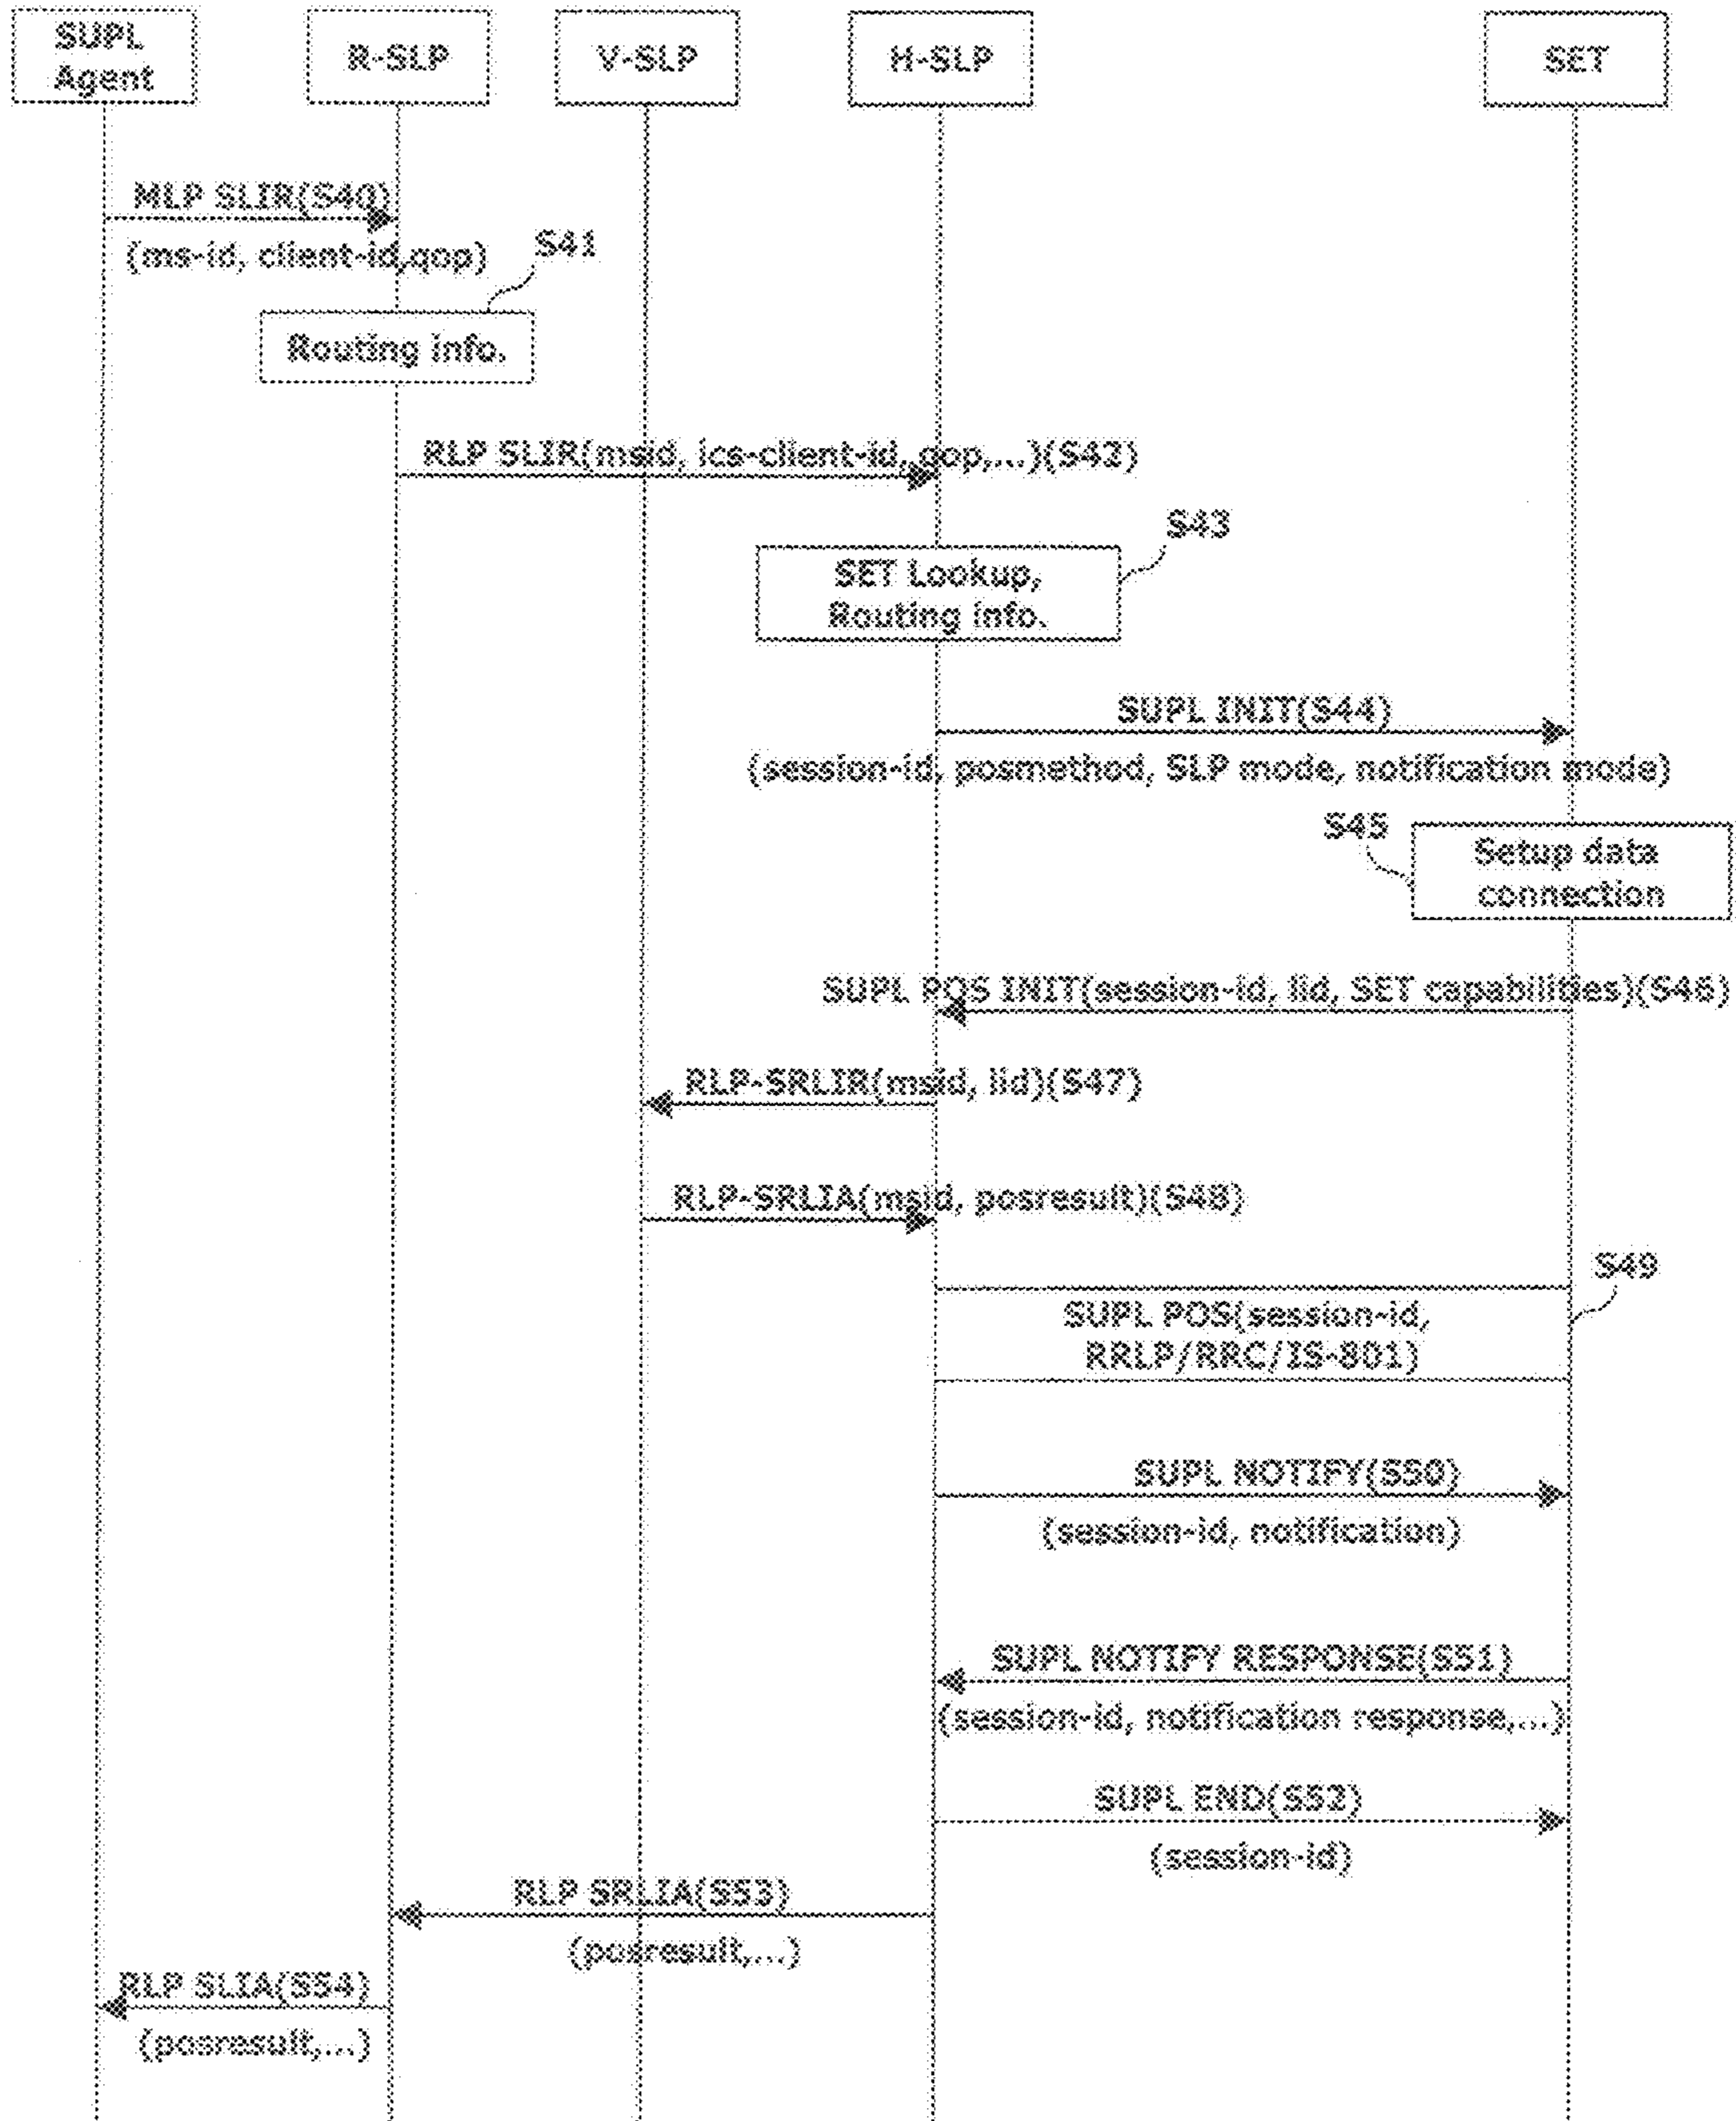 SUPL
Agent
R-SLP
V-SLP
H-SLP
SET
MLP SLIR(S40)
(ms-id, client-id,qop)
S41
Routing info.
RLP SLIR(msid, ics-client-id, qop,...)(S42)
S43
SET Lookup,
Routing info.
SUPL INIT(S44)
(session-id, posmethod, SLP mode, notification mode)
S45
Setup data
connection
SUPL POS INIT(session-id, lid, SET capabilities)(S46)
RLP-SRLIR(msid, lid)(S47)
RLP-SRLIA(msid, posresult)(S48)
S49
SUPL POS(session-id,
RRLP/RRC/IS-801)
SUPL NOTIFY(S50)
(session-id, notification)
SUPL NOTIFY RESPONSE(S51)
(session-id, notification response,...)
SUPL END(S52)
(session-id)
RLP SRLIA(S53)
(posresult,...)
RLP SLIA(S54)
(posresult,...)